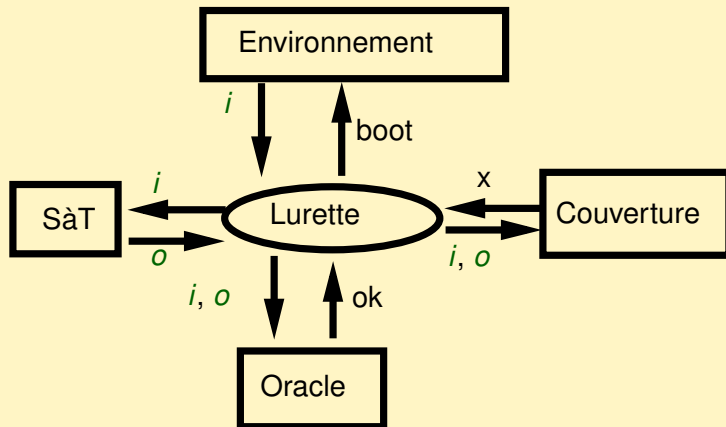 Environnement
i
boot
i
x
SàT
Lurette
Couverture
o
i, o
i, o
ok
Oracle